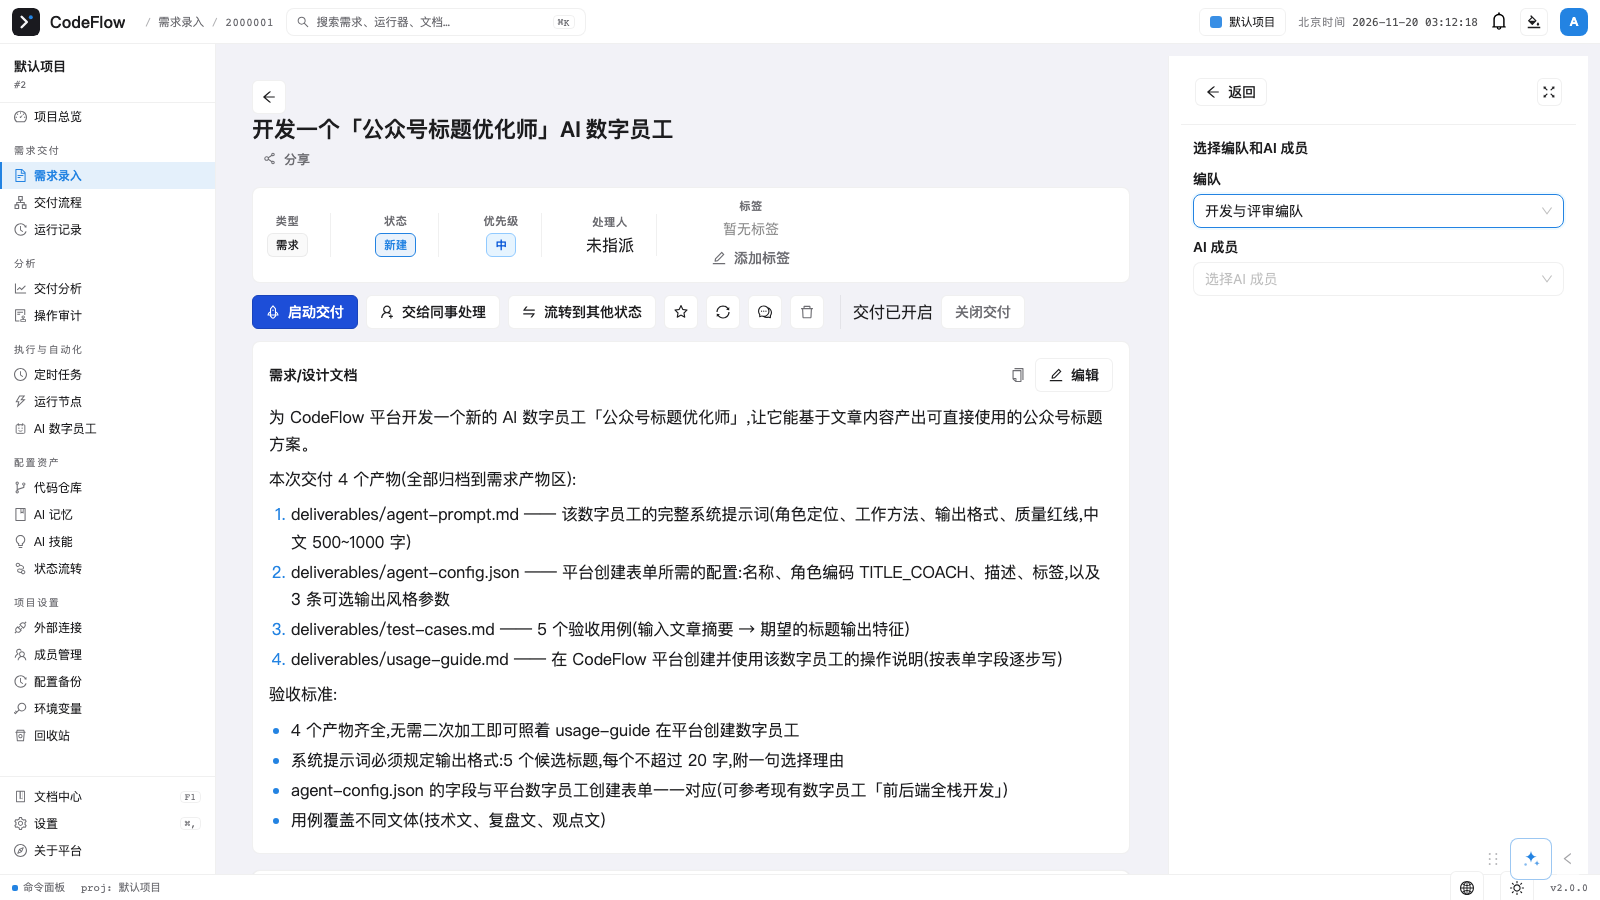 CodeFlow / 需求录入 / 2000001 搜索需求、运行器、文档... ⌘K 默认项目 北京时间 2026-11-20 03:12:18 A
默认项目
#2
项目总览
需求交付
需求录入
交付流程
运行记录
分析
交付分析
操作审计
执行与自动化
定时任务
运行节点
AI 数字员工
配置资产
代码仓库
AI 记忆
AI 技能
状态流转
项目设置
外部连接
成员管理
配置备份
环境变量
回收站
文档中心 F1
设置 ⌘,
关于平台
开发一个「公众号标题优化师」AI 数字员工
分享
类型 状态 优先级 处理人 标签
需求 新建 中 未指派 暂无标签
添加标签
启动交付 交给同事处理 流转到其他状态 交付已开启 关闭交付
需求/设计文档 编辑
为 CodeFlow 平台开发一个新的 AI 数字员工「公众号标题优化师」,让它能基于文章内容产出可直接使用的公众号标题
方案。
本次交付 4 个产物(全部归档到需求产物区):
1. deliverables/agent-prompt.md —— 该数字员工的完整系统提示词(角色定位、工作方法、输出格式、质量红线,中
文 500~1000 字)
2. deliverables/agent-config.json —— 平台创建表单所需的配置:名称、角色编码 TITLE_COACH、描述、标签,以及
3 条可选输出风格参数
3. deliverables/test-cases.md —— 5 个验收用例(输入文章摘要 → 期望的标题输出特征)
4. deliverables/usage-guide.md —— 在 CodeFlow 平台创建并使用该数字员工的操作说明(按表单字段逐步写)
验收标准:
• 4 个产物齐全,无需二次加工即可照着 usage-guide 在平台创建数字员工
• 系统提示词必须规定输出格式:5 个候选标题,每个不超过 20 字,附一句选择理由
• agent-config.json 的字段与平台数字员工创建表单一一对应(可参考现有数字员工「前后端全栈开发」)
• 用例覆盖不同文体(技术文、复盘文、观点文)
返回
选择编队和AI 成员
编队
开发与评审编队
AI 成员
选择AI 成员
命令面板 proj: 默认项目 v2.0.0